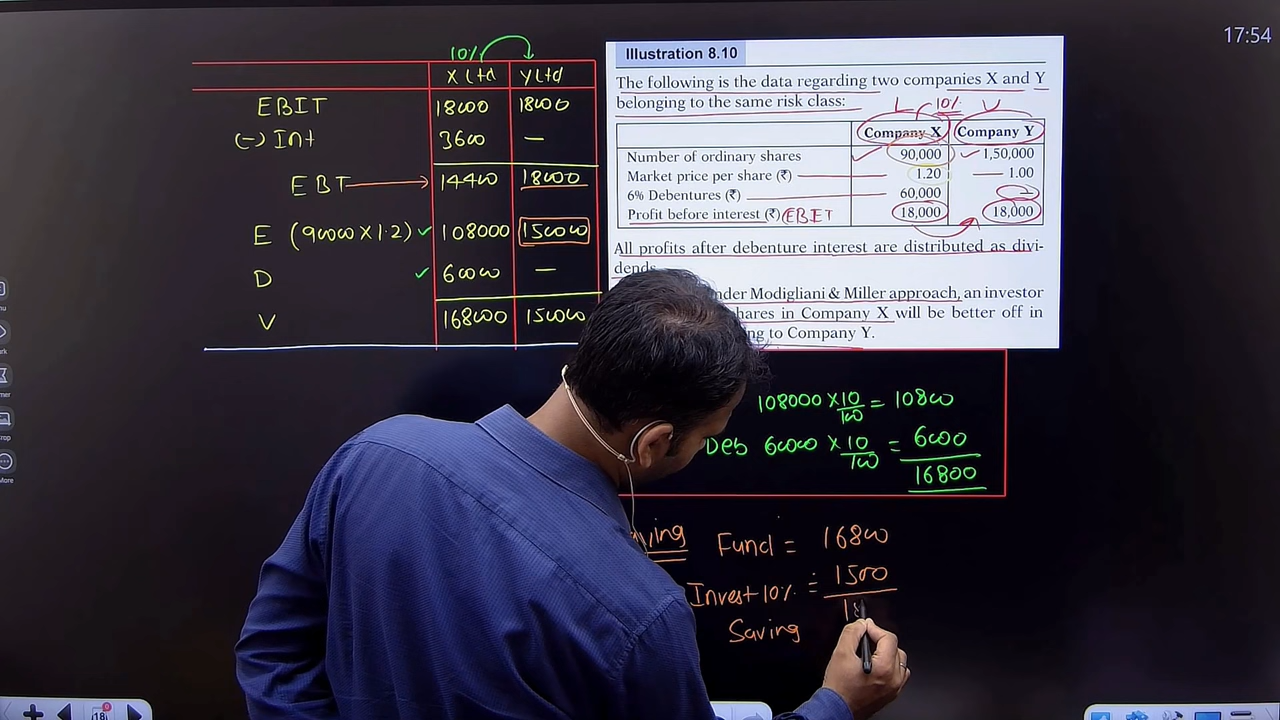 17:54
10%
X Ltd Y Ltd
EBIT 18000 18000
(-) Int 3600 —
EBT 14400 18000
E (90000 X 1.2) ✓ 108000 150000
D ✓ 60000 —
V 168000 150000
Illustration 8.10
The following is the data regarding two companies X and Y
belonging to the same risk class:
L 10% U
Company X Company Y
Number of ordinary shares ✓ 90,000 ✓ 1,50,000
Market price per share (₹) 1.20 1.00
6% Debentures (₹) 60,000 –
Profit before interest (₹) (EBIT 18,000 18,000
All profits after debenture interest are distributed as divi-
dends.
nder Modigliani & Miller approach, an investor
shares in Company X will be better off in
ng to Company Y.
108000 × 10/100 = 10800
Deb 60000 × 10/100 = 6000
16800
Fund = 16800
Invest 10% = 1500
Saving
18